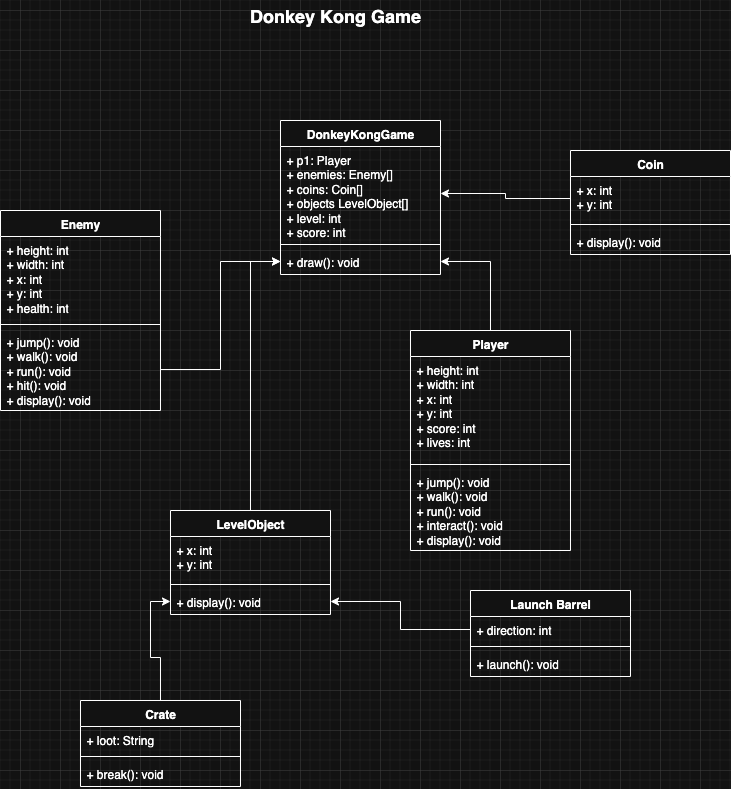 Donkey Kong Game
DonkeyKongGame
+ p1: Player
+ enemies: Enemy[]
+ coins: Coin[]
+ objects LevelObject[]
+ level: int
+ score: int
+ draw(): void
Coin
+ x: int
+ y: int
+ display(): void
Enemy
+ height: int
+ width: int
+ x: int
+ y: int
+ health: int
+ jump(): void
+ walk(): void
+ run(): void
+ hit(): void
+ display(): void
Player
+ height: int
+ width: int
+ x: int
+ y: int
+ score: int
+ lives: int
+ jump(): void
+ walk(): void
+ run(): void
+ interact(): void
+ display(): void
LevelObject
+ x: int
+ y: int
+ display(): void
Launch Barrel
+ direction: int
+ launch(): void
Crate
+ loot: String
+ break(): void